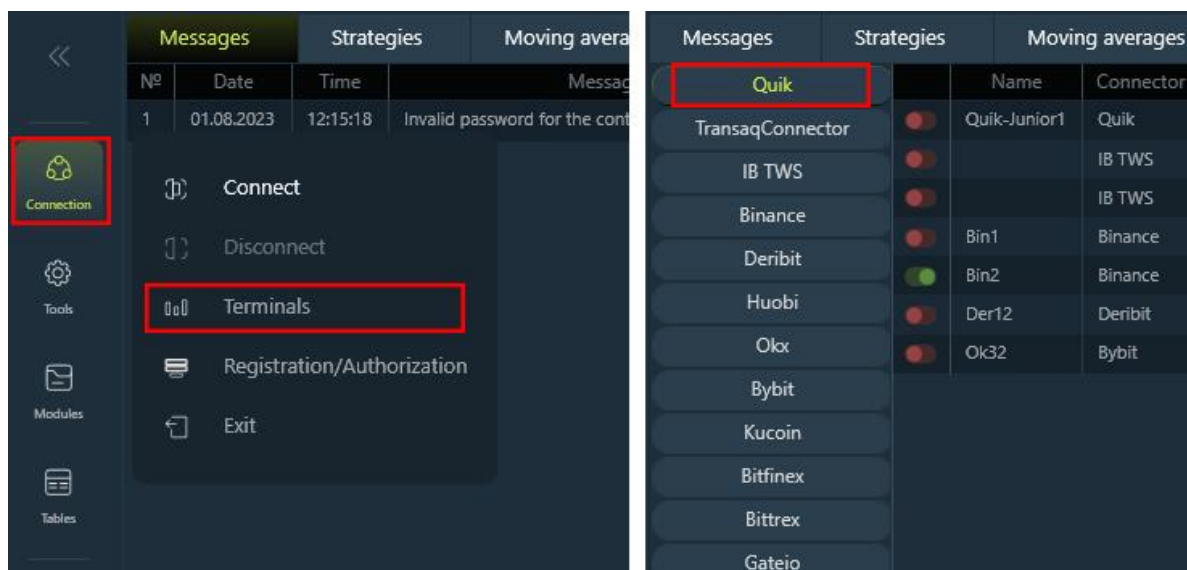 Messages Strategies Moving avera
№ Date Time Messag
1 01.08.2023 12:15:18 Invalid password for the cont
Connection
Tools
Modules
Tables
Connect
Disconnect
Terminals
Registration/Authorization
Exit
Messages Strategies Moving averages
Quik
TransaqConnector
IB TWS
Binance
Deribit
Huobi
Okx
Bybit
Kucoin
Bitfinex
Bittrex
Gateio
Name Connector
Quik-Junior1 Quik
IB TWS
IB TWS
Bin1 Binance
Bin2 Binance
Der12 Deribit
Ok32 Bybit